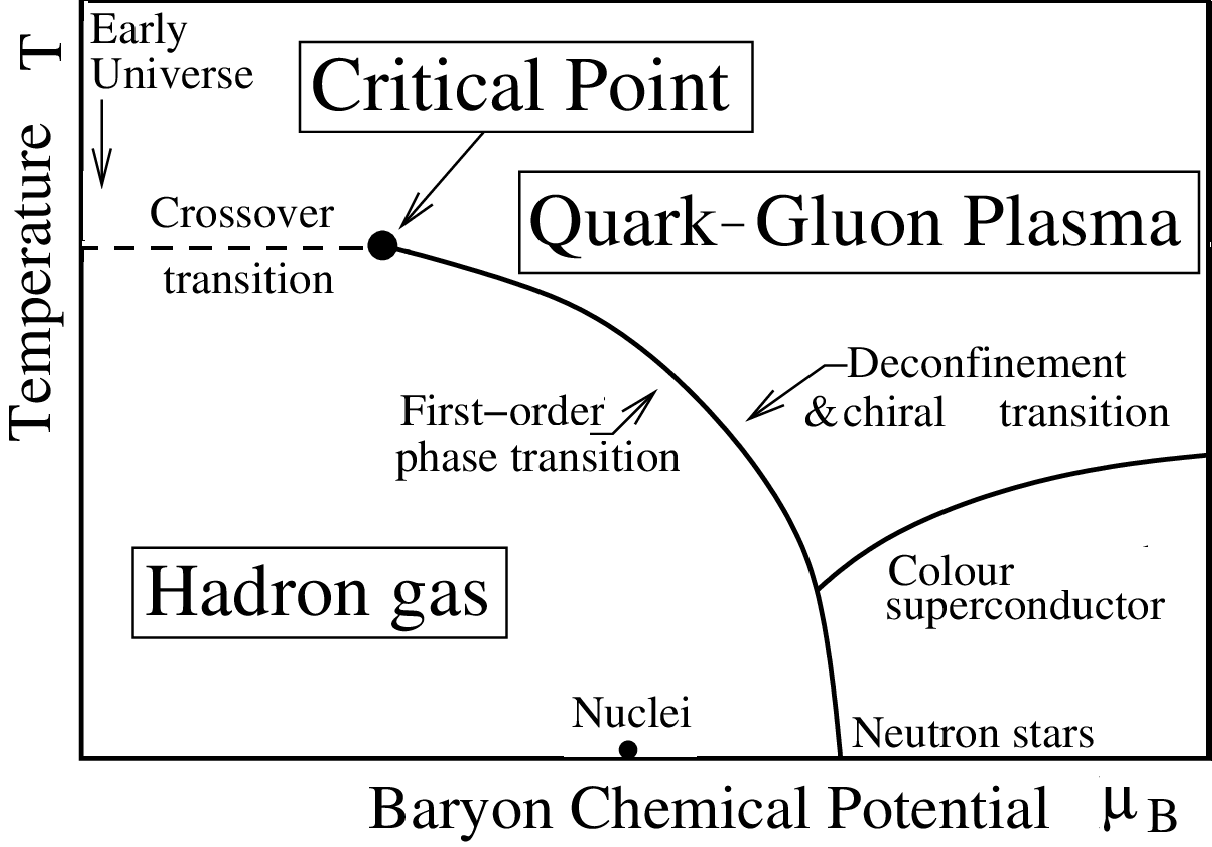 Early
Universe
Critical Point
Temperature T
Crossover
transition
Quark-Gluon Plasma
Deconfinement
& chiral transition
First-order
phase transition
Hadron gas
Colour
superconductor
Nuclei
Neutron stars
Baryon Chemical Potential μ B